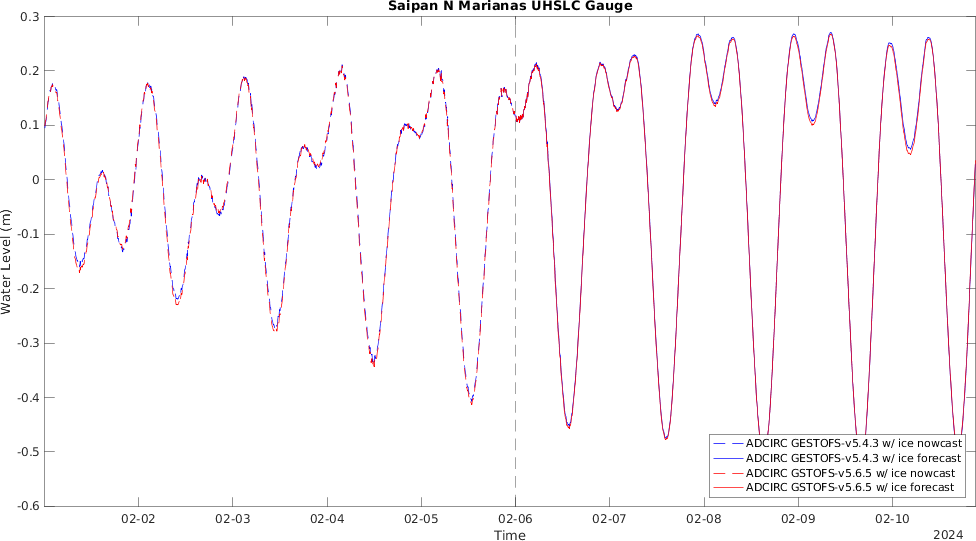 Saipan N Marianas UHSLC Gauge
0.3
0.2
0.1
0
-0.1
-0.2
-0.3
-0.4
-0.5
-0.6
Water Level (m)
ADCIRC GESTOFS-v5.4.3 w/ ice nowcast
ADCIRC GESTOFS-v5.4.3 w/ ice forecast
ADCIRC GSTOFS-v5.6.5 w/ ice nowcast
ADCIRC GSTOFS-v5.6.5 w/ ice forecast
02-02 02-03 02-04 02-05 02-06 02-07 02-08 02-09 02-10
Time
2024